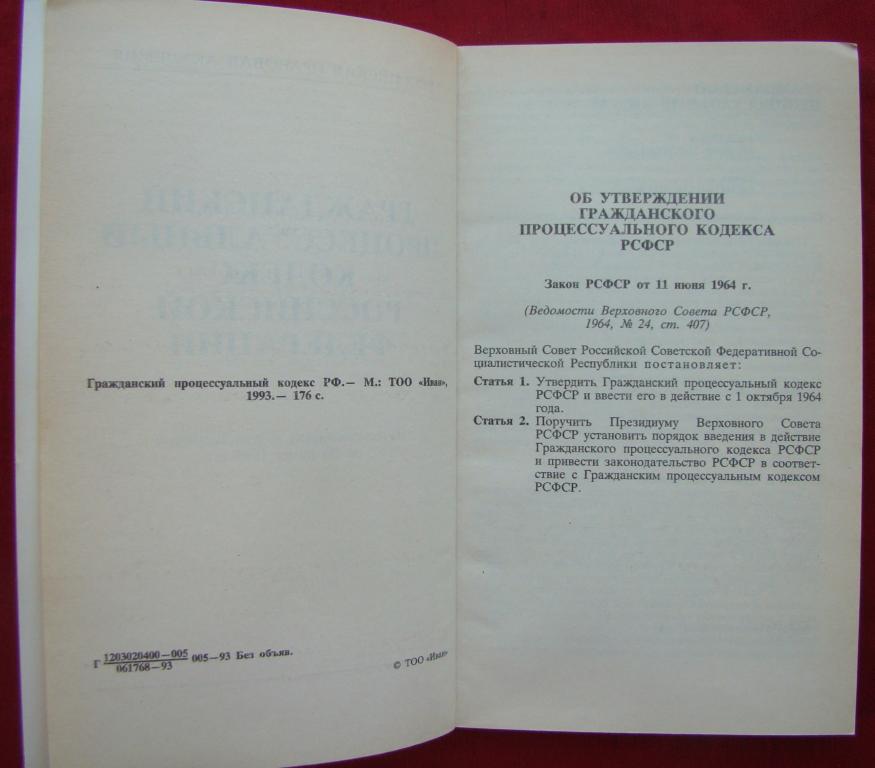 Гражданский процессуальный кодекс РФ.— М.: ТОО «Иван»,
1993.— 176 с.
Г 1203020400—005
061768—93
005—93 Без объяв.
© ТОО «Иван»
ОБ УТВЕРЖДЕНИИ
ГРАЖДАНСКОГО
ПРОЦЕССУАЛЬНОГО КОДЕКСА
РСФСР
Закон РСФСР от 11 июня 1964 г.
(Ведомости Верховного Совета РСФСР,
1964, № 24, ст. 407)
Верховный Совет Российской Советской Федеративной Со-
циалистической Республики постановляет:
Статья 1. Утвердить Гражданский процессуальный кодекс
РСФСР и ввести его в действие с 1 октября 1964
года.
Статья 2. Поручить Президиуму Верховного Совета
РСФСР установить порядок введения в действие
Гражданского процессуального кодекса РСФСР
и привести законодательство РСФСР в соответ-
ствие с Гражданским процессуальным кодексом
РСФСР.